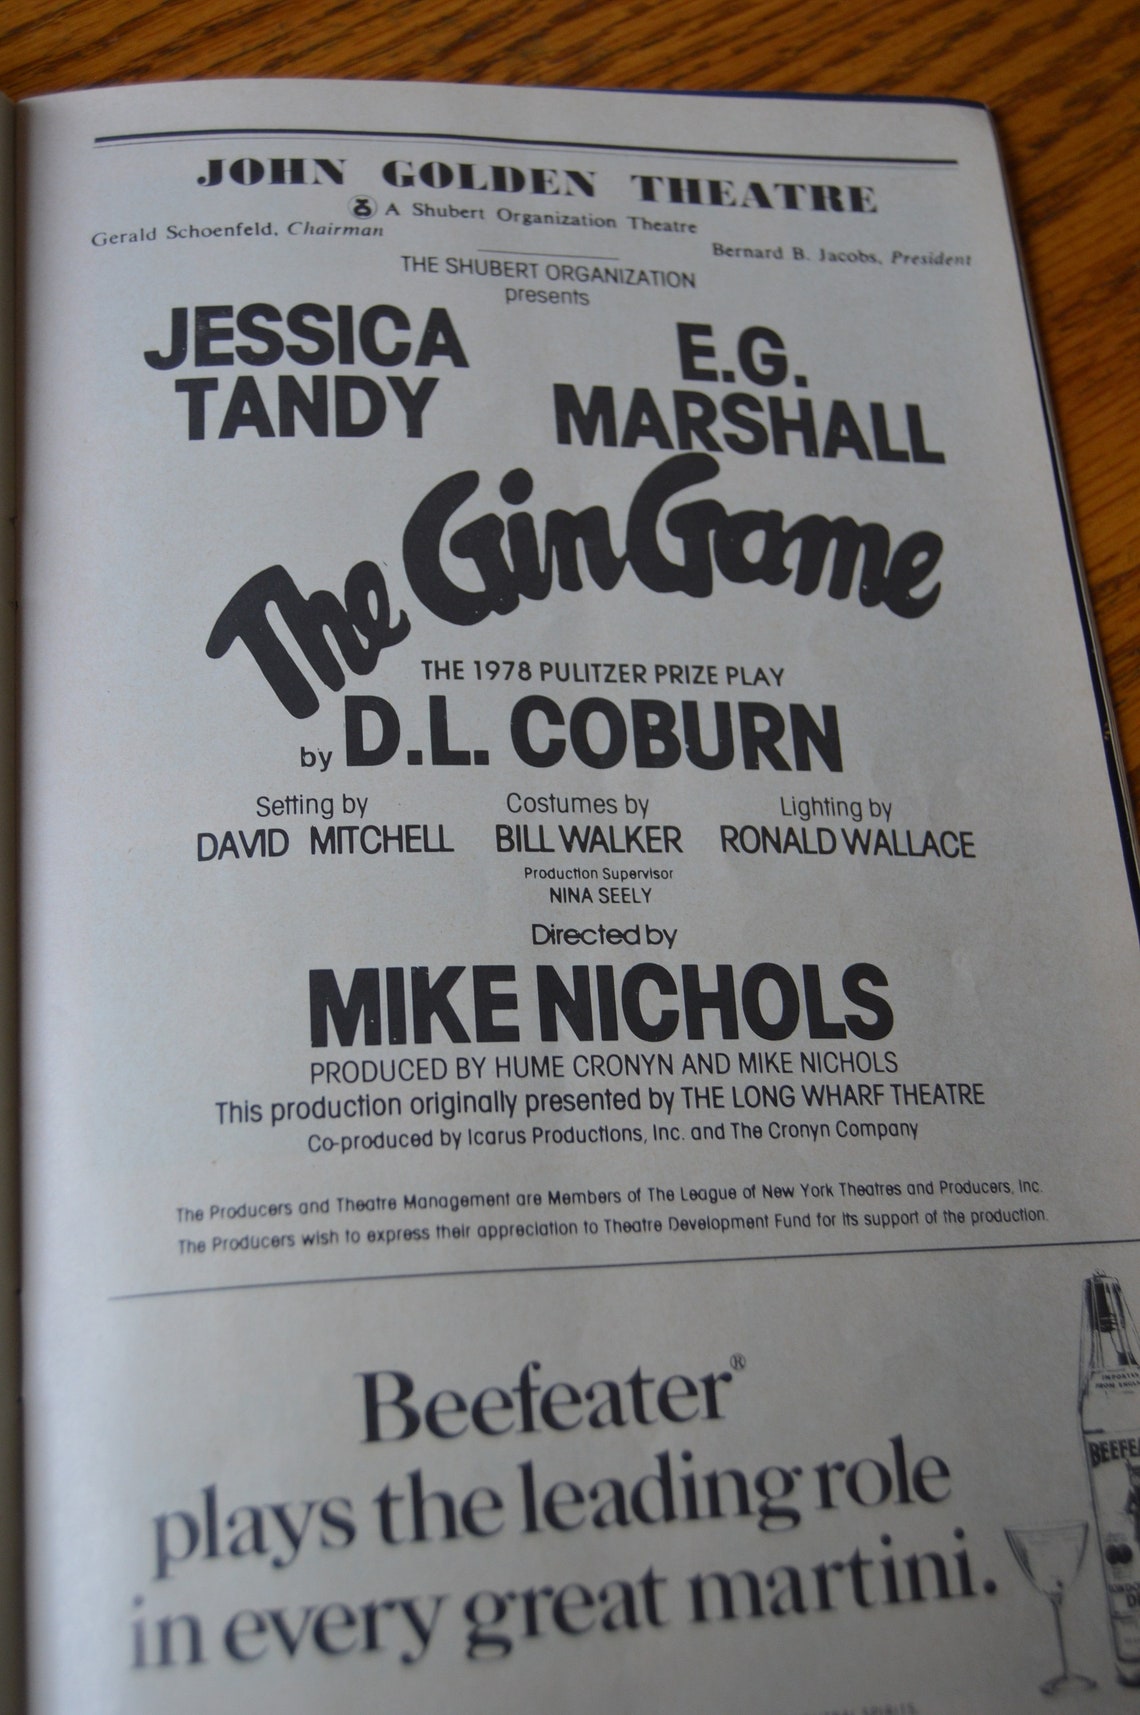 JOHN GOLDEN THEATRE
A Shubert Organization Theatre
Gerald Schoenfeld, Chairman
Bernard B. Jacobs, President
THE SHUBERT ORGANIZATION
presents
JESSICA
TANDY
E.G.
MARSHALL
The Gin Game
THE 1978 PULITZER PRIZE PLAY
by D.L. COBURN
Setting by
DAVID MITCHELL
Costumes by
BILL WALKER
Lighting by
RONALD WALLACE
Production Supervisor
NINA SEELY
Directed by
MIKE NICHOLS
PRODUCED BY HUME CRONYN AND MIKE NICHOLS
This production originally presented by THE LONG WHARF THEATRE
Co-produced by Icarus Productions, Inc. and The Cronyn Company
The Producers and Theatre Management are Members of The League of New York Theatres and Producers, Inc.
The Producers wish to express their appreciation to Theatre Development Fund for its support of the production.
Beefeater®
plays the leading role
in every great martini.
IMPORTED
FROM ENGL
BEEFE